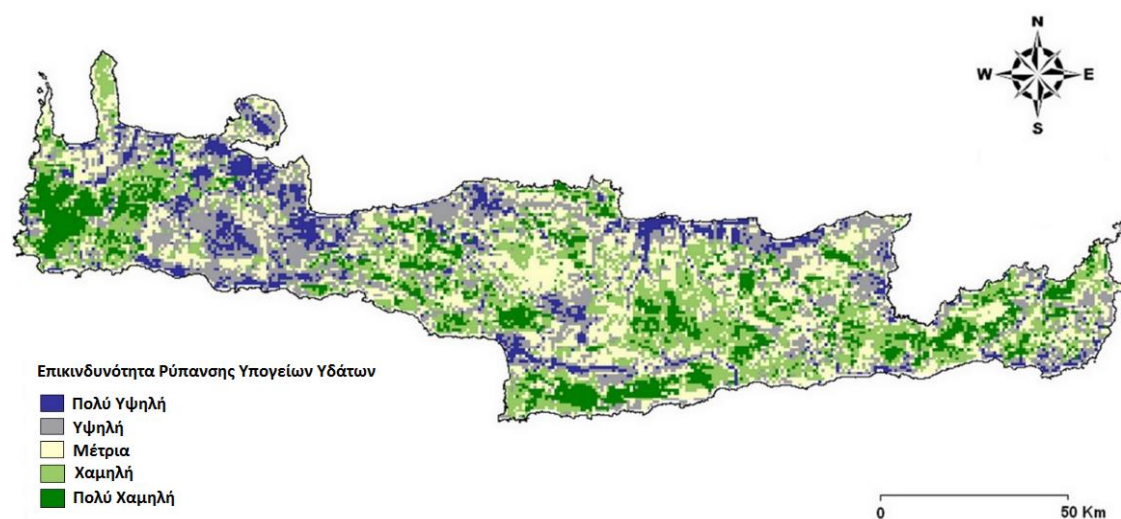 N
W E
S
Επικινδυνότητα Ρύπανσης Υπογείων Υδάτων
Πολύ Υψηλή
Υψηλή
Μέτρια
Χαμηλή
Πολύ Χαμηλή
0 50 Km